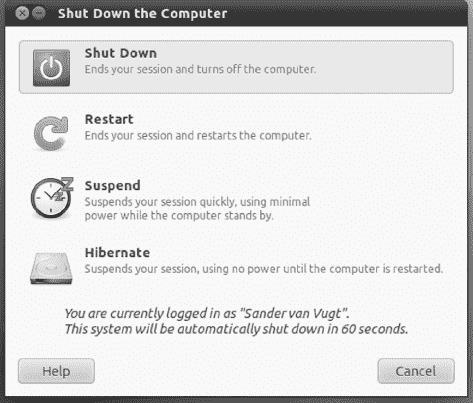 Shut Down the Computer
Shut Down
Ends your session and turns off the computer.
Restart
Ends your session and restarts the computer.
Suspend
Suspends your session quickly, using minimal
power while the computer stands by.
Hibernate
Suspends your session, using no power until the computer is restarted.
You are currently logged in as "Sander van Vugt".
This system will be automatically shut down in 60 seconds.
Help
Cancel